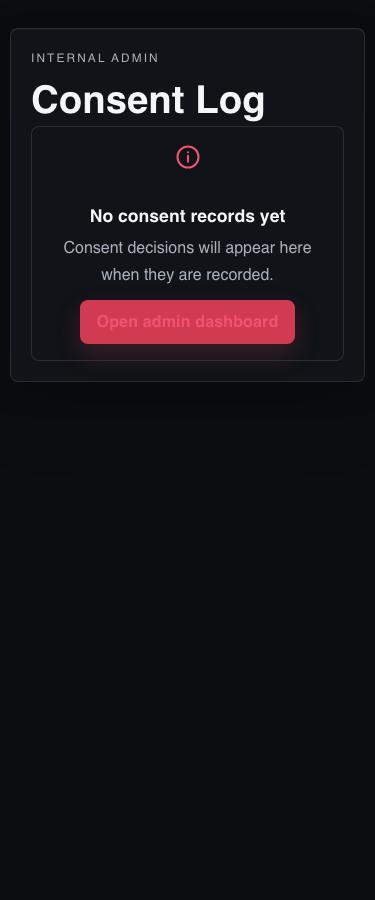 INTERNAL ADMIN
Consent Log
No consent records yet
Consent decisions will appear here
when they are recorded.
Open admin dashboard